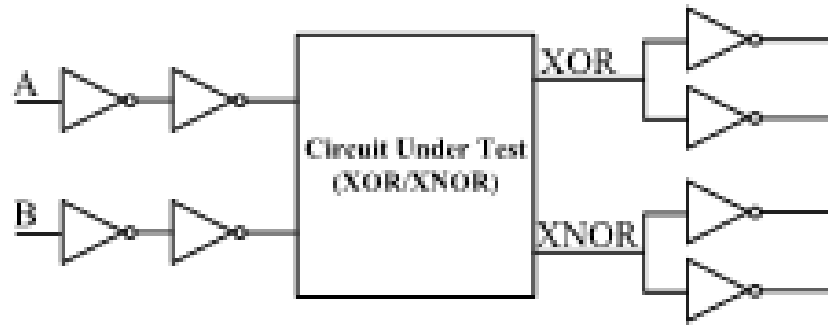 A
B
Circuit Under Test
(XOR/XNOR)
XOR
XNOR